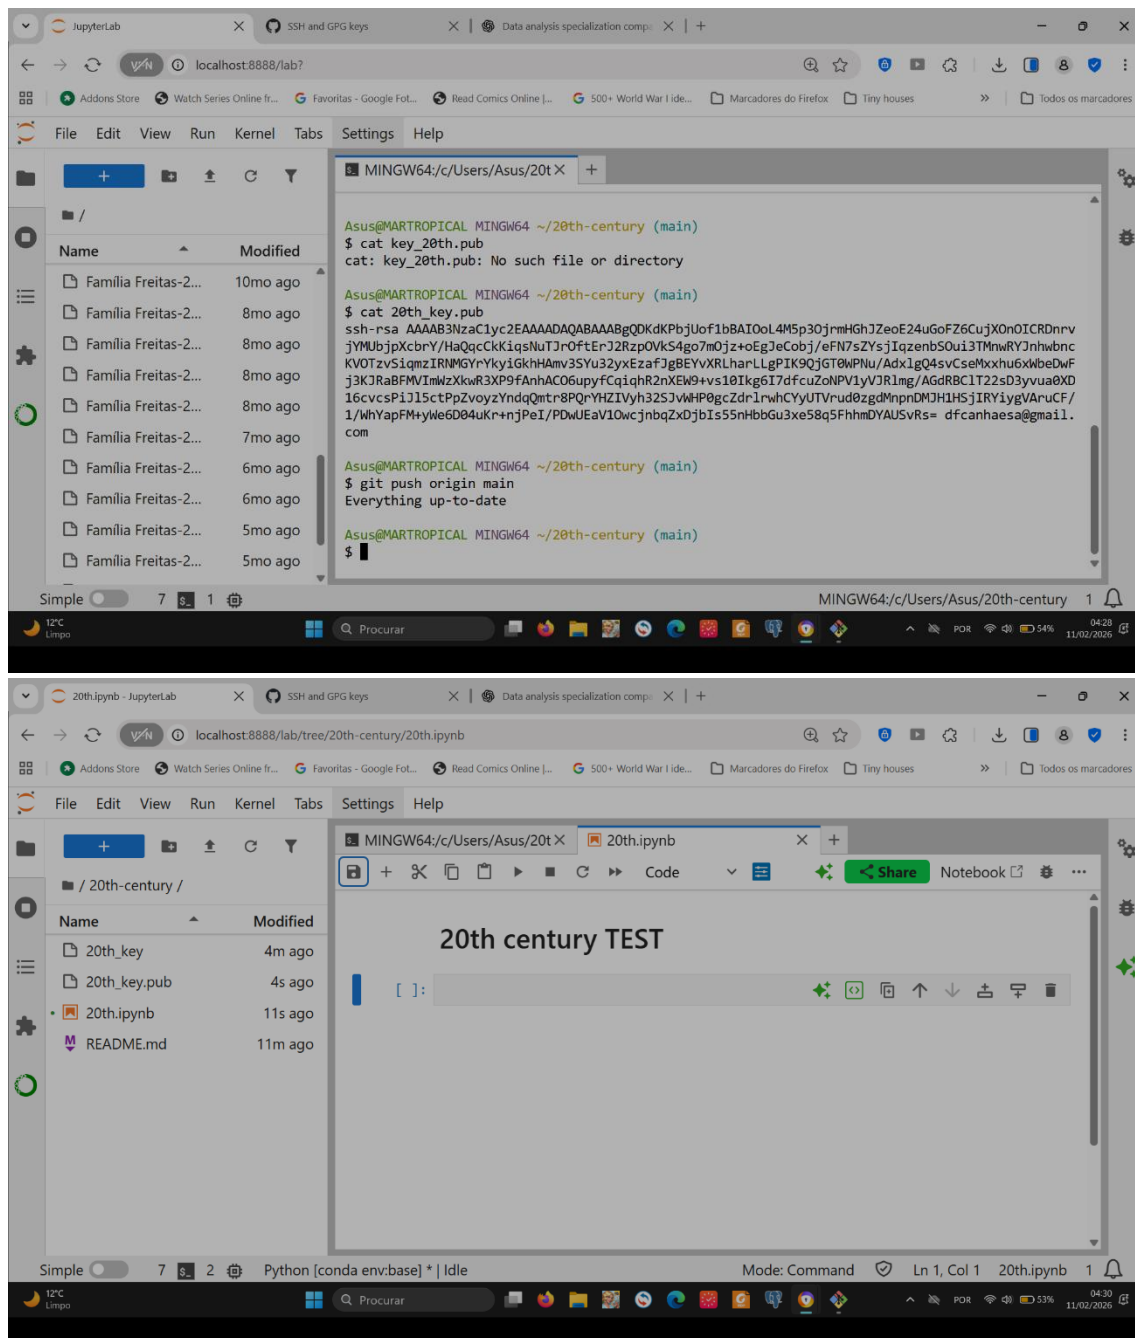 JupyterLab
SSH and GPG keys
Data analysis specialization comp
localhost:8888/lab?
Addons Store
Watch Series Online fr...
Favoritas - Google Fot...
Read Comics Online |...
500+ World War I ide...
Marcadores do Firefox
Tiny houses
Todos os marcadores
File Edit View Run Kernel Tabs Settings Help
MINGW64:/c/Users/Asus/20t
/
Name Modified
Família Freitas-2... 10mo ago
Família Freitas-2... 8mo ago
Família Freitas-2... 8mo ago
Família Freitas-2... 8mo ago
Família Freitas-2... 8mo ago
Família Freitas-2... 7mo ago
Família Freitas-2... 6mo ago
Família Freitas-2... 6mo ago
Família Freitas-2... 5mo ago
Família Freitas-2... 5mo ago
Asus@MARTROPICAL MINGW64 ~/20th-century (main)
$ cat key_20th.pub
cat: key_20th.pub: No such file or directory
Asus@MARTROPICAL MINGW64 ~/20th-century (main)
$ cat 20th_key.pub
ssh-rsa AAAAB3NzaC1yc2EAAAADAQABAAABgQDKdKPbjUof1bBAIOoL4M5p3OjrmHGhJZeoE24uGoFZ6CujXOnOICRDnrv
jYMUbjpXcbrY/HaQqcCkKiqsNuTJrOftErJ2RzpOVkS4go7mOjz+oEgJeCobj/eFN7sZYsjIqzenbSOui3TMnwRYJnhwbnc
KVOTzvSiqmzIRNMGYrYkyiGkhHAmv3SYu32yxEzafJgBEYvXRLharLLgPIK9QjGT0WPNu/AdxlgQ4svCseMxxhu6xWbeDwF
j3KJRaBFMVImWzXkwR3XP9fAnhACO6upyfCqiqhR2nXEW9+vs10Ikg6I7dfcuZoNPV1yVJRlmg/AGdRBClT22sD3yvua0XD
16cvcsPiJl5ctPpZvoyzYndqQmtr8PQrYHZIVyh32SJvWHP0gcZdrlrwhCYyUTVrud0zgdMnpnDMJH1HSjIRYiygVAruCF/
1/WhYapFM+yWe6D04uKr+njPeI/PDwUEaV1OwcjnbqZxDjbIs55nHbbGu3xe58q5FhhmDYAUSvRs= dfcanhaesa@gmail.
com
Asus@MARTROPICAL MINGW64 ~/20th-century (main)
$ git push origin main
Everything up-to-date
Asus@MARTROPICAL MINGW64 ~/20th-century (main)
$
Simple 7 1 MINGW64:/c/Users/Asus/20th-century 1
12°C
Limpo
Procurar
POR
54%
04:28
11/02/2026
20th.ipynb - JupyterLab
SSH and GPG keys
Data analysis specialization comp
localhost:8888/lab/tree/20th-century/20th.ipynb
Addons Store
Watch Series Online fr...
Favoritas - Google Fot...
Read Comics Online |...
500+ World War I ide...
Marcadores do Firefox
Tiny houses
Todos os marcadores
File Edit View Run Kernel Tabs Settings Help
MINGW64:/c/Users/Asus/20t
20th.ipynb
Code
Share
Notebook
/ 20th-century /
Name Modified
20th_key 4m ago
20th_key.pub 4s ago
20th.ipynb 11s ago
README.md 11m ago
20th century TEST
[ ]:
Simple 7 2 Python [conda env:base] * | Idle Mode: Command Ln 1, Col 1 20th.ipynb 1
12°C
Limpo
Procurar
POR
53%
04:30
11/02/2026